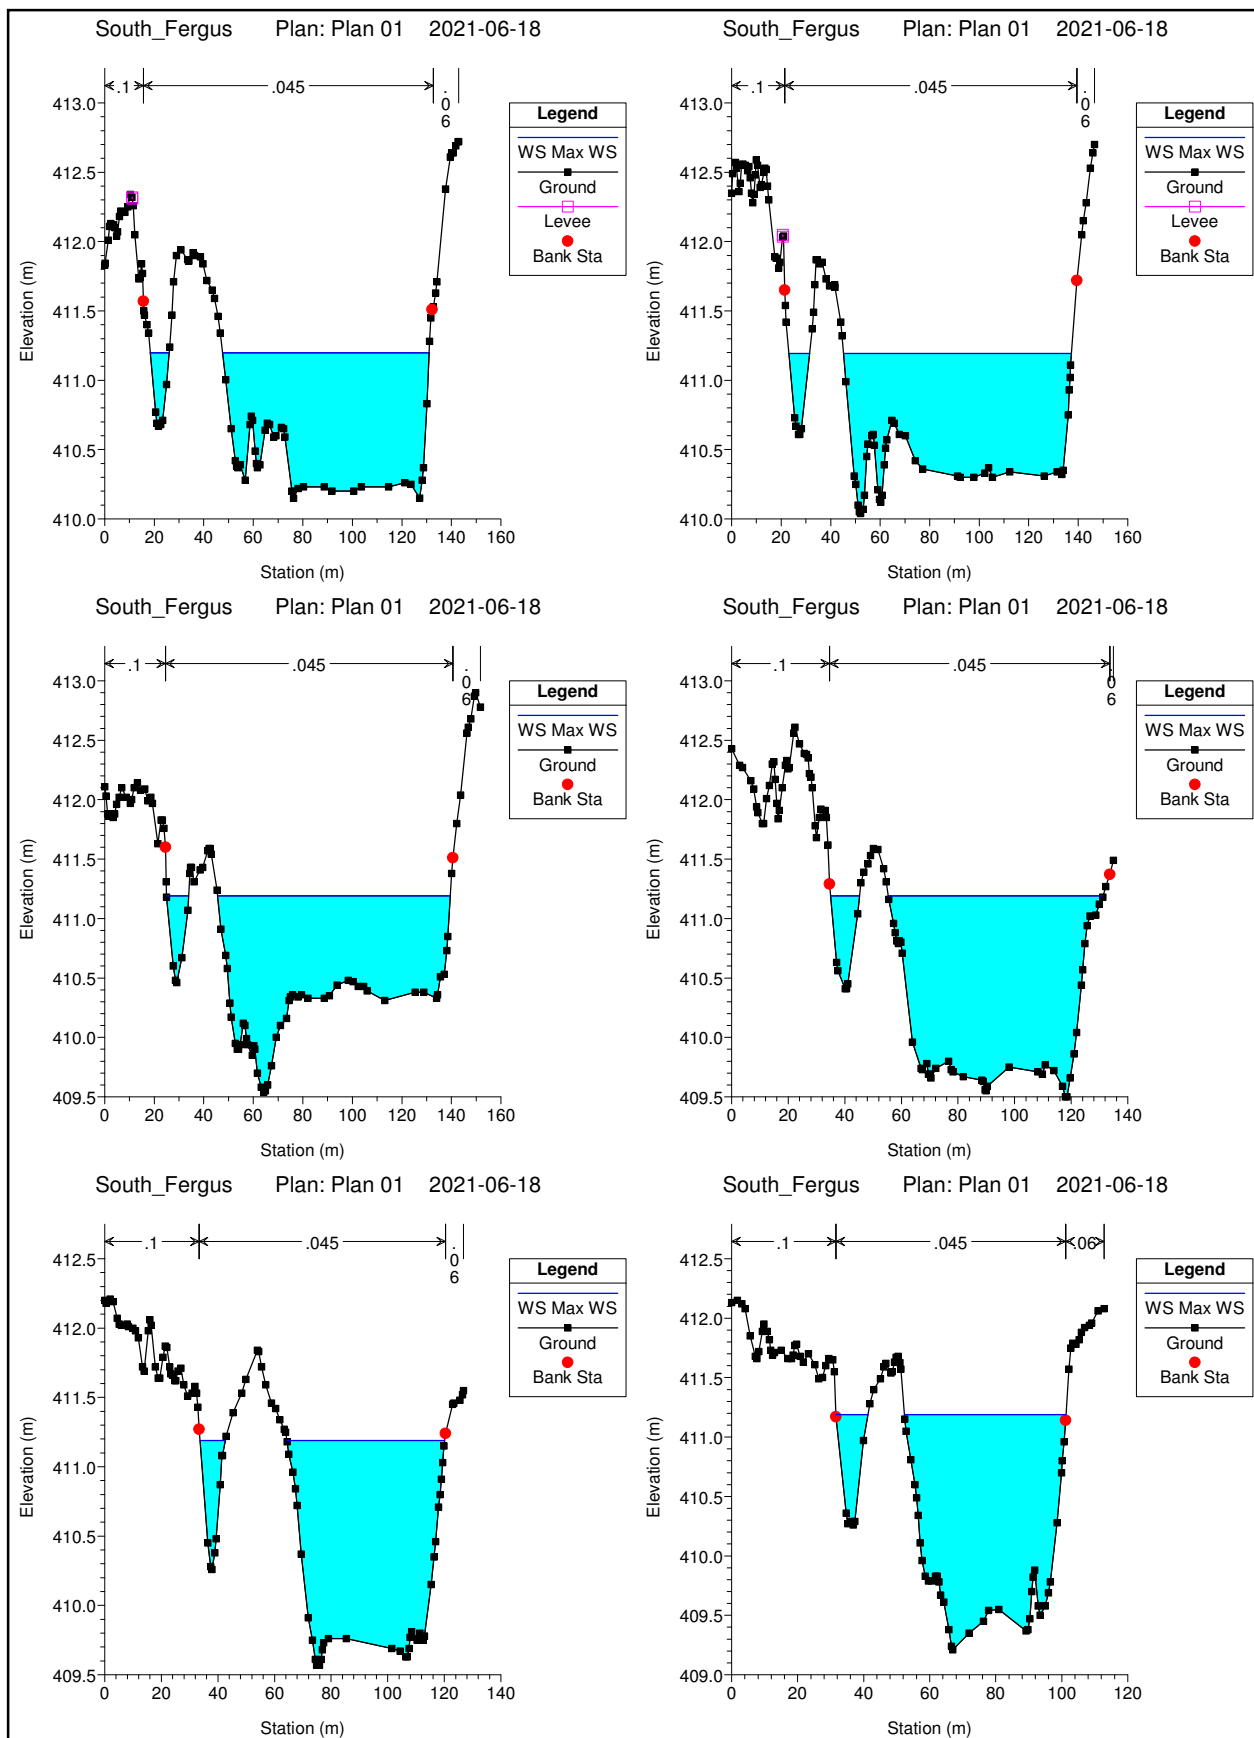 South_Fergus Plan: Plan 01 2021-06-18
.1 .045 .06
Legend
WS Max WS
Ground
Levee
Bank Sta
413.0
412.5
412.0
411.5
411.0
410.5
410.0
Elevation (m)
0 20 40 60 80 100 120 140 160
Station (m)
South_Fergus Plan: Plan 01 2021-06-18
.1 .045 .06
Legend
WS Max WS
Ground
Levee
Bank Sta
413.0
412.5
412.0
411.5
411.0
410.5
410.0
Elevation (m)
0 20 40 60 80 100 120 140 160
Station (m)
South_Fergus Plan: Plan 01 2021-06-18
.1 .045 .06
Legend
WS Max WS
Ground
Bank Sta
413.0
412.5
412.0
411.5
411.0
410.5
410.0
409.5
Elevation (m)
0 20 40 60 80 100 120 140 160
Station (m)
South_Fergus Plan: Plan 01 2021-06-18
.1 .045 .06
Legend
WS Max WS
Ground
Bank Sta
413.0
412.5
412.0
411.5
411.0
410.5
410.0
409.5
Elevation (m)
0 20 40 60 80 100 120 140
Station (m)
South_Fergus Plan: Plan 01 2021-06-18
.1 .045 .06
Legend
WS Max WS
Ground
Bank Sta
412.5
412.0
411.5
411.0
410.5
410.0
409.5
Elevation (m)
0 20 40 60 80 100 120 140
Station (m)
South_Fergus Plan: Plan 01 2021-06-18
.1 .045 .06
Legend
WS Max WS
Ground
Bank Sta
412.5
412.0
411.5
411.0
410.5
410.0
409.5
409.0
Elevation (m)
0 20 40 60 80 100 120
Station (m)